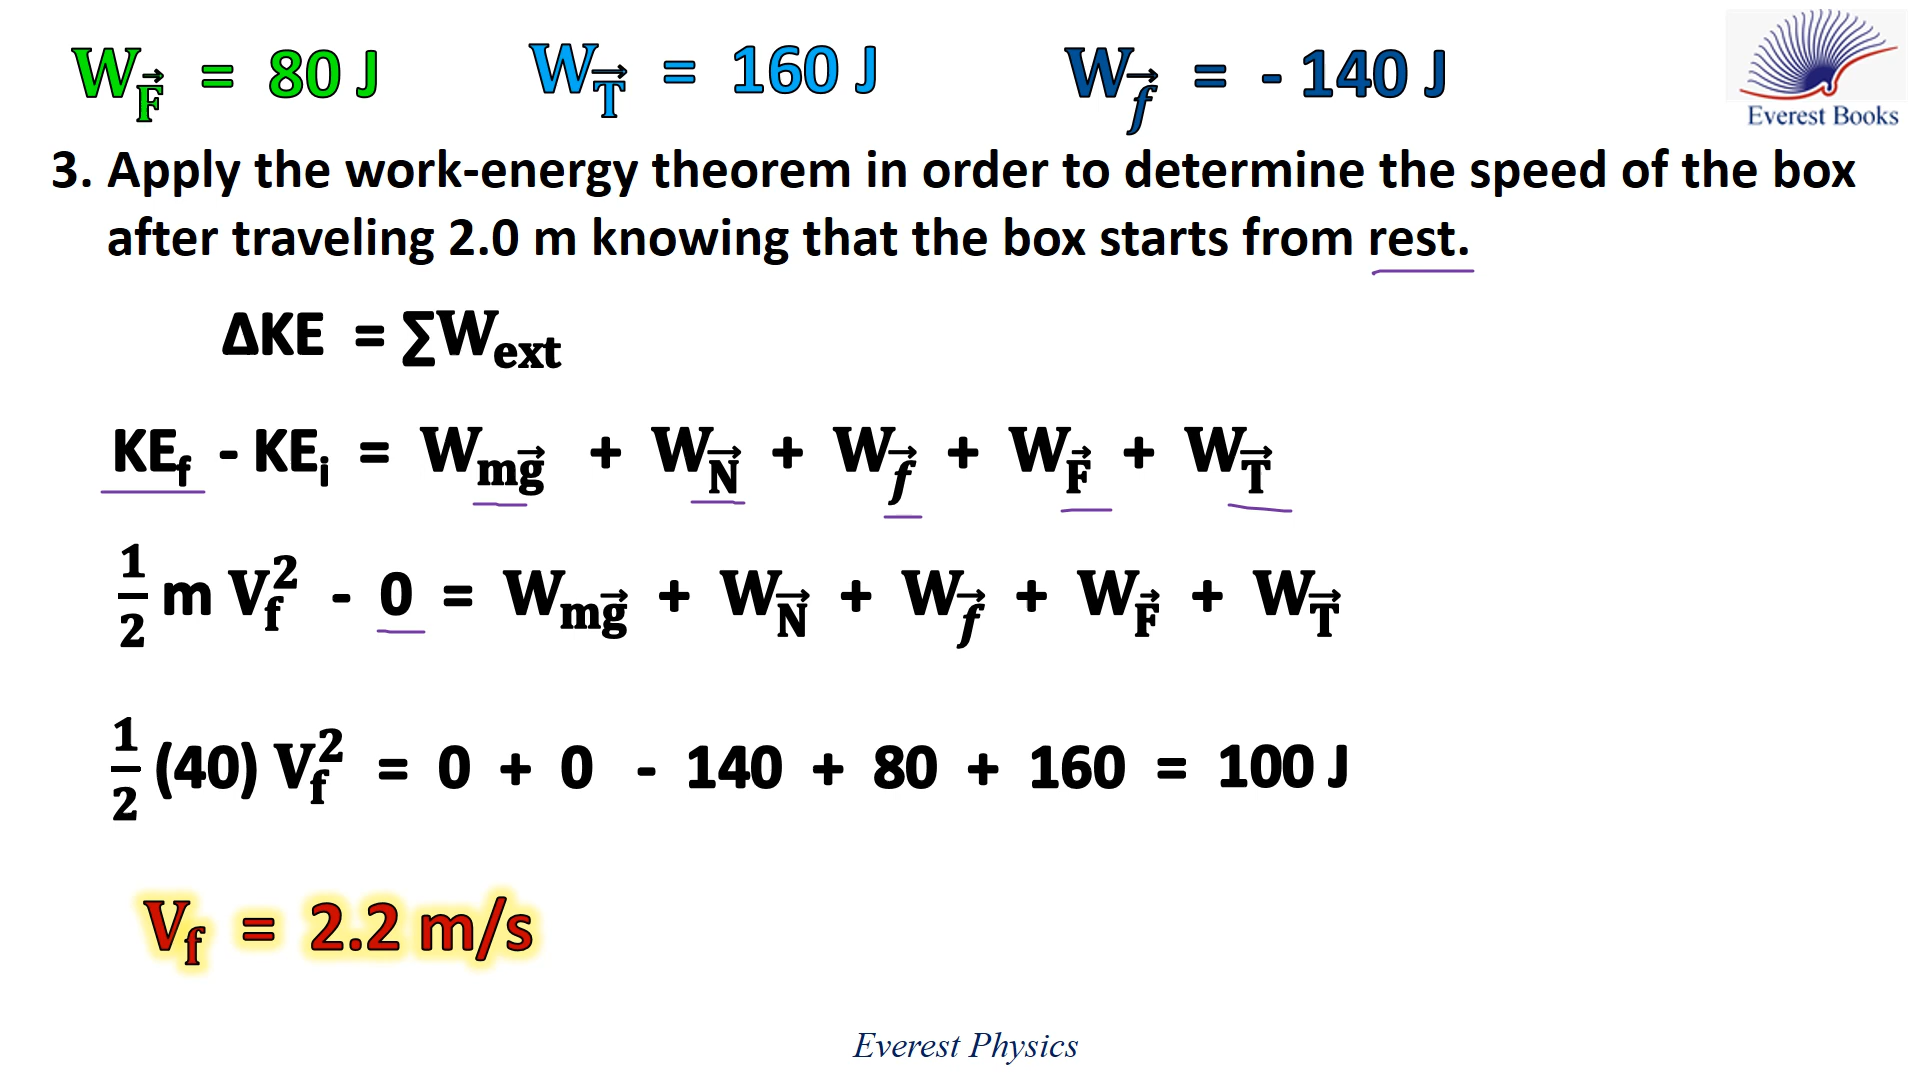 W_F⃗ = 80 J W_T⃗ = 160 J W_f⃗ = - 140 J
Everest Books
3. Apply the work-energy theorem in order to determine the speed of the box
after traveling 2.0 m knowing that the box starts from rest.
ΔKE = ∑W_ext
KE_f - KE_i = W_mg⃗ + W_N⃗ + W_f⃗ + W_F⃗ + W_T⃗
1/2 m V_f^2 - 0 = W_mg⃗ + W_N⃗ + W_f⃗ + W_F⃗ + W_T⃗
1/2 (40) V_f^2 = 0 + 0 - 140 + 80 + 160 = 100 J
V_f = 2.2 m/s
Everest Physics